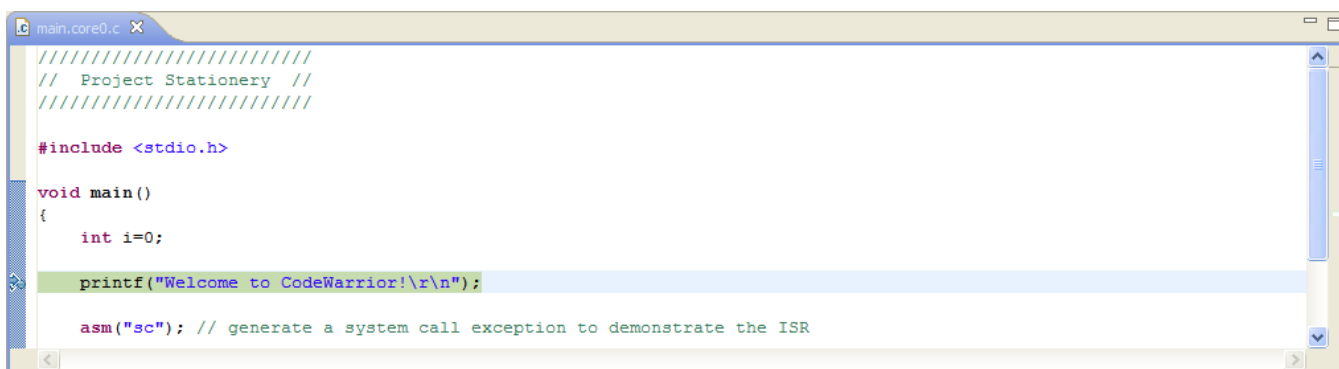 main.core0.c
//////////////////////////
//  Project Stationery  //
//////////////////////////
#include <stdio.h>
void main()
{
int i=0;
printf("Welcome to CodeWarrior!\r\n");
asm("sc"); // generate a system call exception to demonstrate the ISR